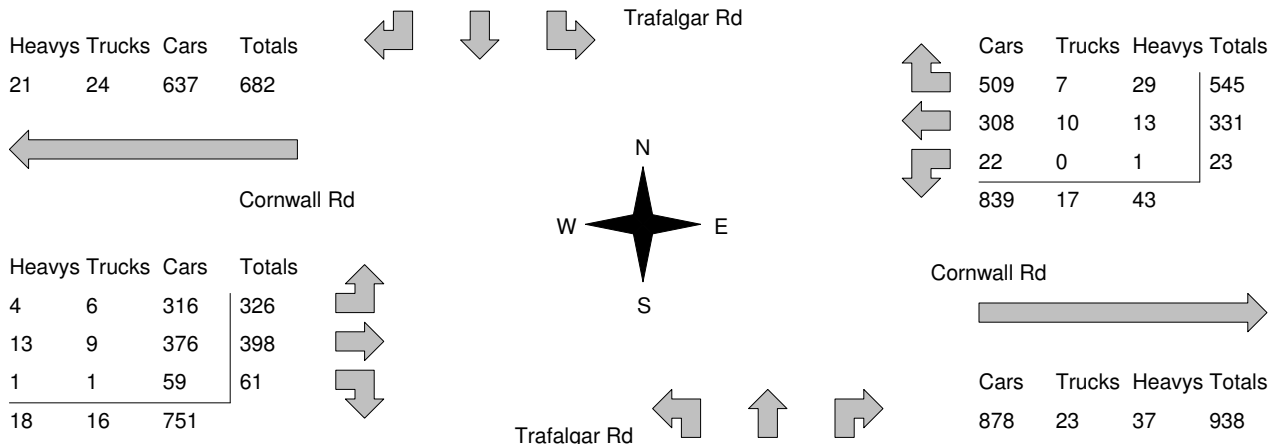 Trafalgar Rd
Heavys Trucks Cars Totals
21 24 637 682
Cars Trucks Heavys Totals
509 7 29 545
308 10 13 331
22 0 1 23
839 17 43
Cornwall Rd
N
W E
S
Heavys Trucks Cars Totals
4 6 316 326
13 9 376 398
1 1 59 61
18 16 751
Cornwall Rd
Cars Trucks Heavys Totals
878 23 37 938
Trafalgar Rd